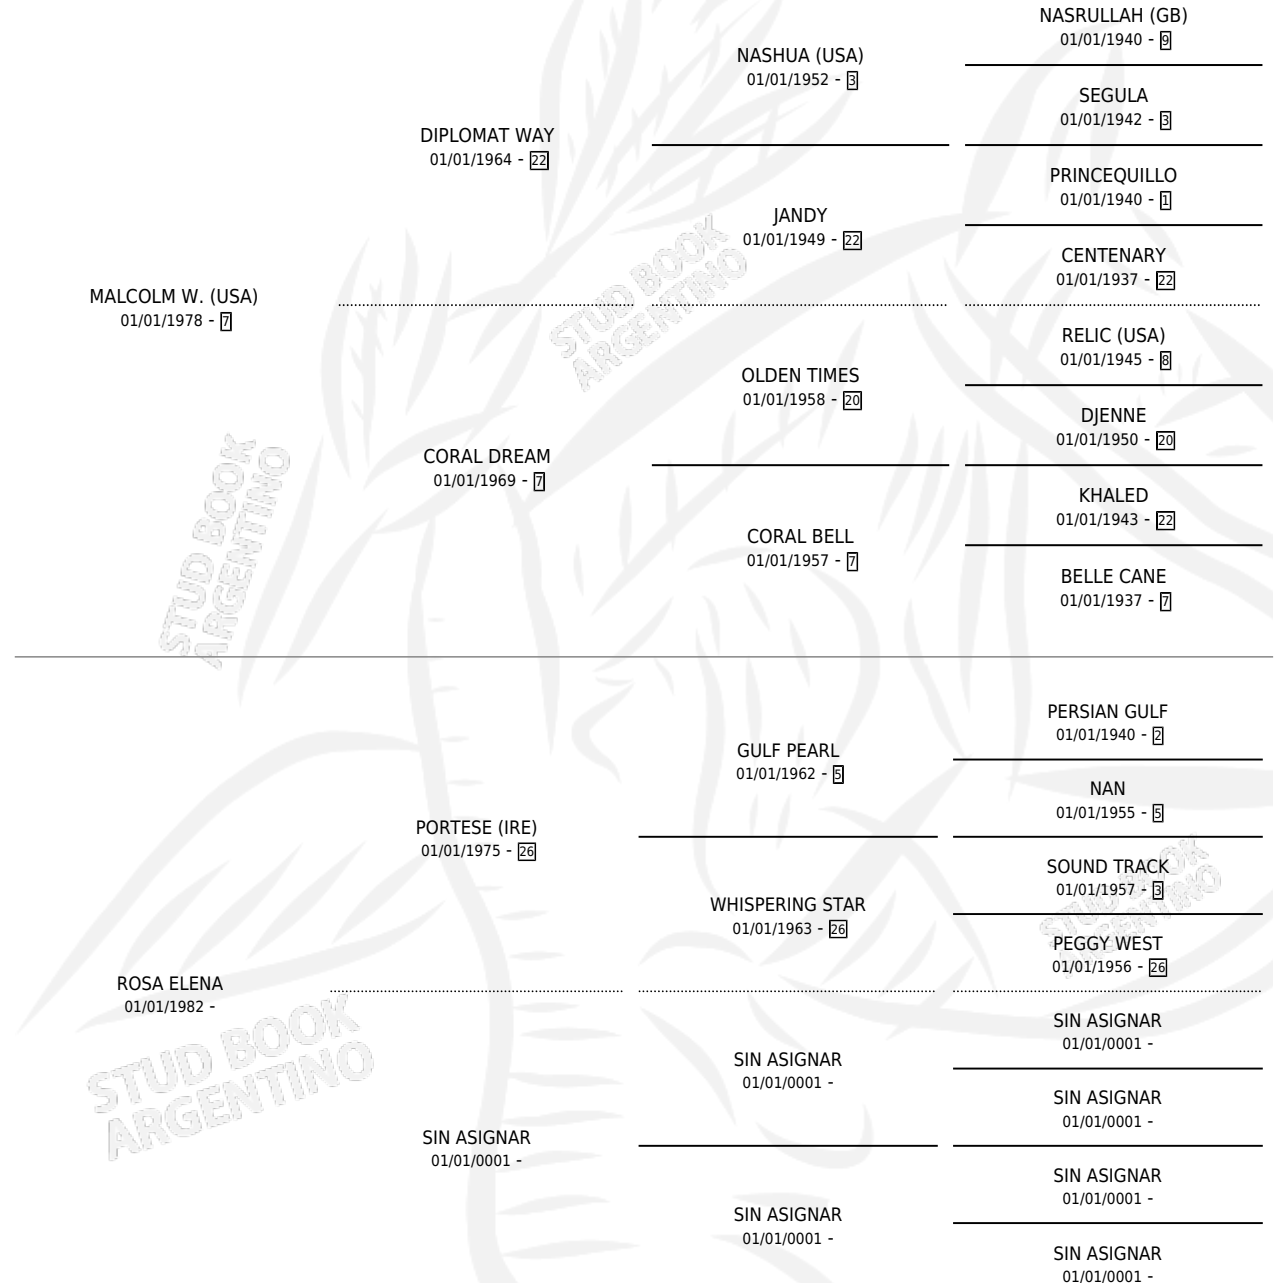 NASRULLAH (GB)
01/01/1940 - 9
NASHUA (USA)
01/01/1952 - 3
SEGULA
01/01/1942 - 3
DIPLOMAT WAY
01/01/1964 - 22
PRINCEQUILLO
01/01/1940 - 1
JANDY
01/01/1949 - 22
CENTENARY
01/01/1937 - 22
MALCOLM W. (USA)
01/01/1978 - 7
RELIC (USA)
01/01/1945 - 8
OLDEN TIMES
01/01/1958 - 20
DJENNE
01/01/1950 - 20
CORAL DREAM
01/01/1969 - 7
KHALED
01/01/1943 - 22
CORAL BELL
01/01/1957 - 7
BELLE CANE
01/01/1937 - 7
STUD BOOK
ARGENTINO
STUD BOOK
ARGENTINO
PERSIAN GULF
01/01/1940 - 2
GULF PEARL
01/01/1962 - 5
NAN
01/01/1955 - 5
PORTESE (IRE)
01/01/1975 - 26
SOUND TRACK
01/01/1957 - 3
WHISPERING STAR
01/01/1963 - 26
PEGGY WEST
01/01/1956 - 26
STUD BOOK
ARGENTINO
ROSA ELENA
01/01/1982 -
SIN ASIGNAR
01/01/0001 -
SIN ASIGNAR
01/01/0001 -
SIN ASIGNAR
01/01/0001 -
SIN ASIGNAR
01/01/0001 -
SIN ASIGNAR
01/01/0001 -
SIN ASIGNAR
01/01/0001 -
SIN ASIGNAR
01/01/0001 -
STUD BOOK
ARGENTINO